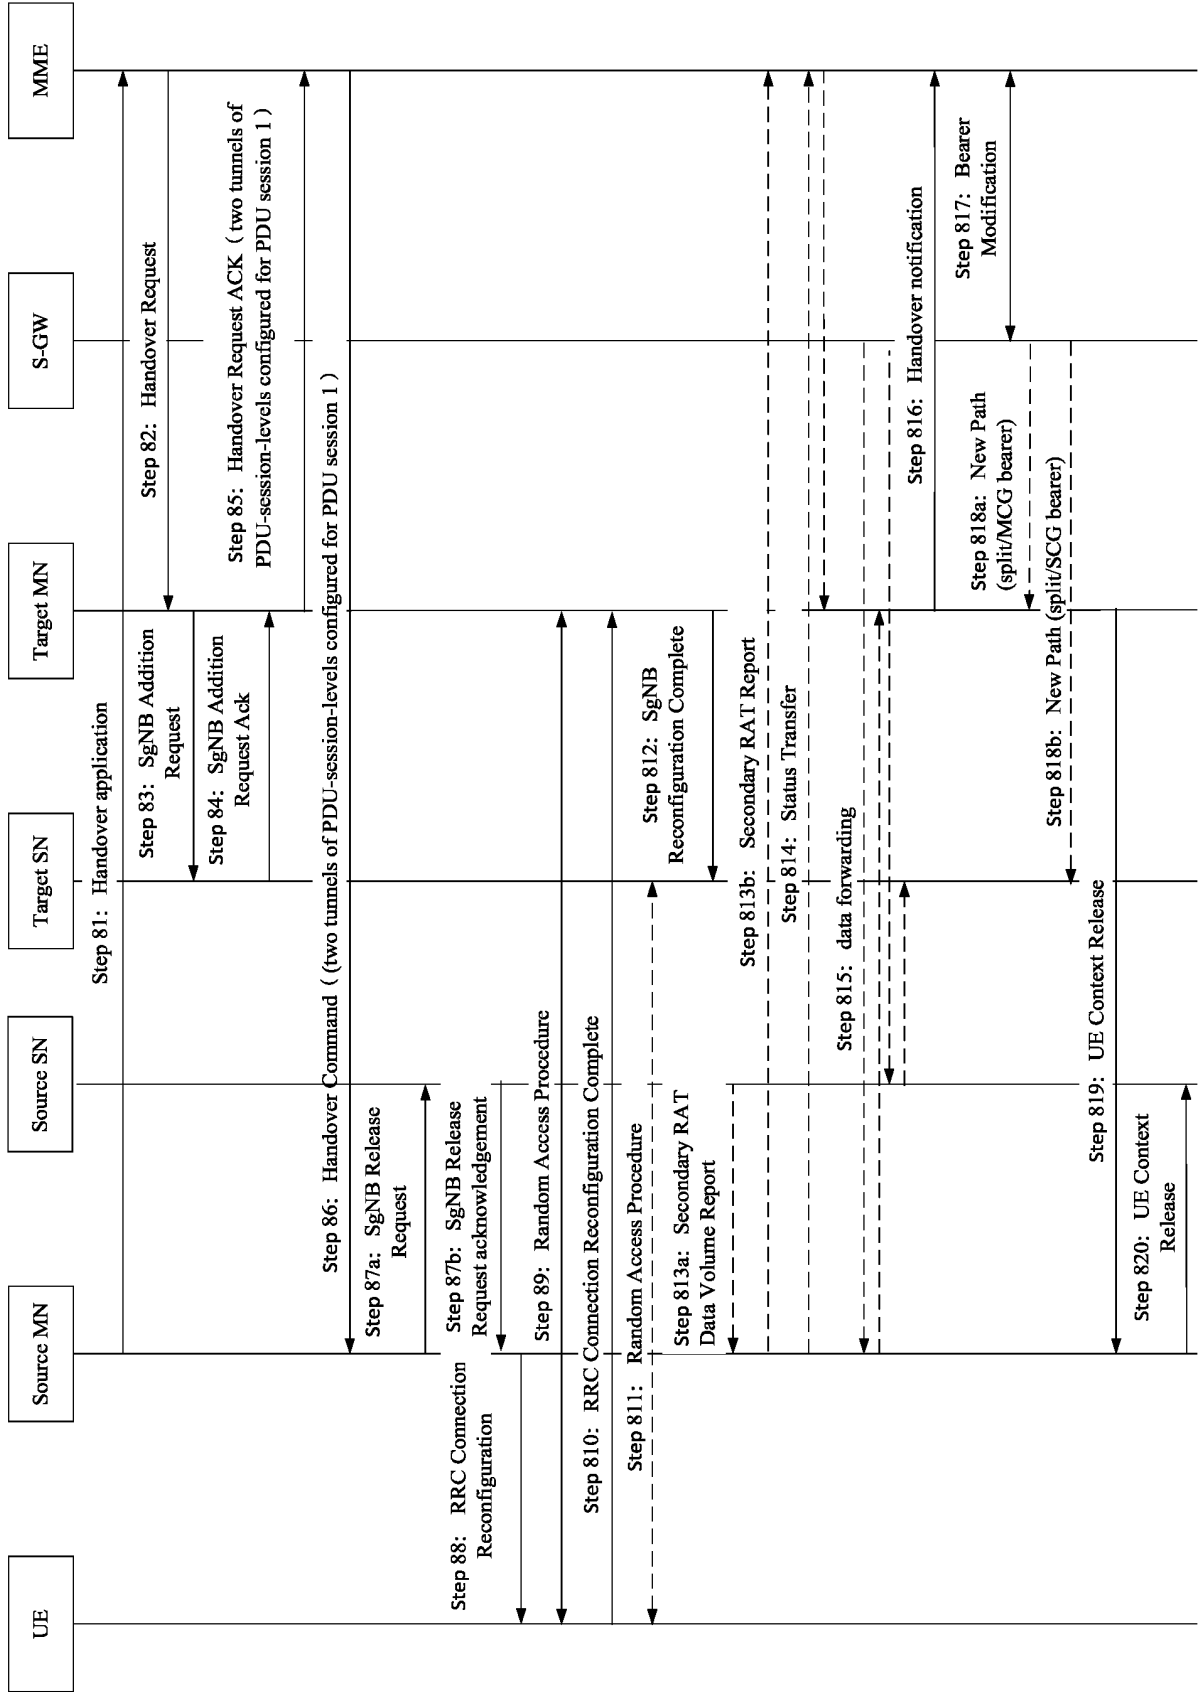 UE
Source MN
Source SN
Target SN
Target MN
S-GW
MME
Step 81: Handover application
Step 82: Handover Request
Step 83: SgNB Addition
Request
Step 84: SgNB Addition
Request Ack
Step 85: Handover Request ACK ( two tunnels of
PDU-session-levels configured for PDU session 1 )
Step 86: Handover Command ( (two tunnels of PDU-session-levels configured for PDU session 1 )
Step 87a: SgNB Release
Request
Step 87b: SgNB Release
Request acknowledgement
Step 88: RRC Connection
Reconfiguration
Step 89: Random Access Procedure
Step 810: RRC Connection Reconfiguration Complete
Step 811: Random Access Procedure
Step 812: SgNB
Reconfiguration Complete
Step 813a: Secondary RAT
Data Volume Report
Step 813b: Secondary RAT Report
Step 814: Status Transfer
Step 815: data forwarding
Step 816: Handover notification
Step 817: Bearer
Modification
Step 818a: New Path
(split/MCG bearer)
Step 818b: New Path (split/SCG bearer)
Step 819: UE Context Release
Step 820: UE Context
Release